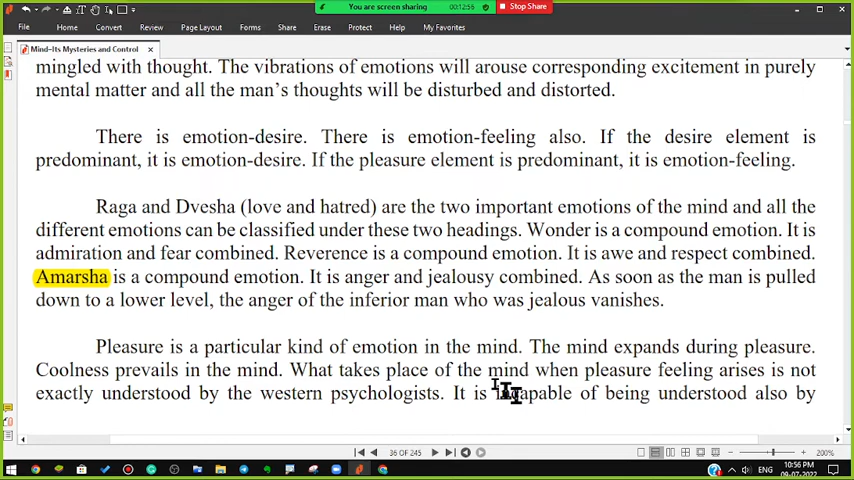 You are screen sharing 00:12:56 Stop Share
File Home Convert Review Page Layout Forms Share Erase Protect Help My Favorites
Mind–Its Mysteries and Control
mingled with thought. The vibrations of emotions will arouse corresponding excitement in purely
mental matter and all the man's thoughts will be disturbed and distorted.
There is emotion-desire. There is emotion-feeling also. If the desire element is
predominant, it is emotion-desire. If the pleasure element is predominant, it is emotion-feeling.
Raga and Dvesha (love and hatred) are the two important emotions of the mind and all the
different emotions can be classified under these two headings. Wonder is a compound emotion. It is
admiration and fear combined. Reverence is a compound emotion. It is awe and respect combined.
Amarsha is a compound emotion. It is anger and jealousy combined. As soon as the man is pulled
down to a lower level, the anger of the inferior man who was jealous vanishes.
Pleasure is a particular kind of emotion in the mind. The mind expands during pleasure.
Coolness prevails in the mind. What takes place of the mind when pleasure feeling arises is not
exactly understood by the western psychologists. It is incapable of being understood also by
36 OF 245
200%
ENG
10:56 PM
09-07-2022